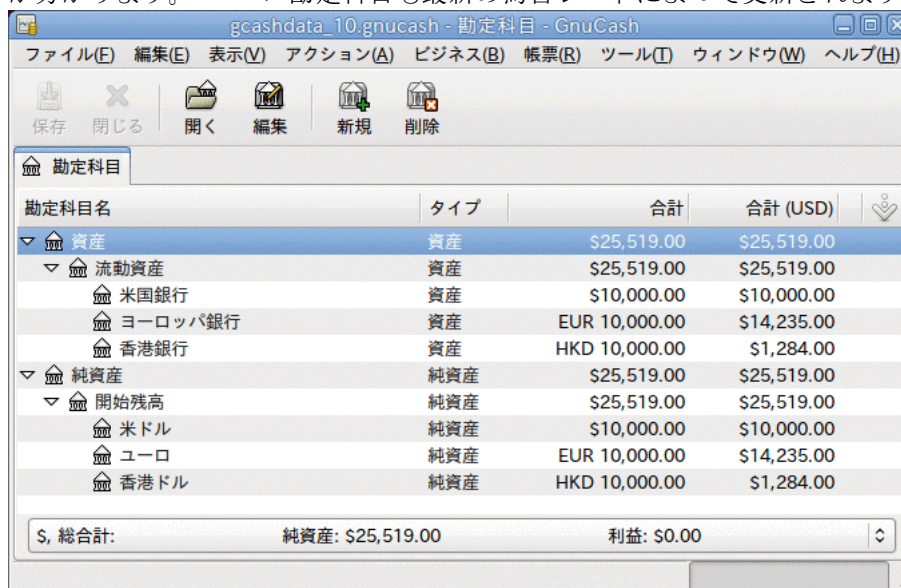 gcashdata_10.gnucash - 勘定科目 - GnuCash
ファイル(F) 編集(E) 表示(V) アクション(A) ビジネス(B) 帳票(R) ツール(T) ウィンドウ(W) ヘルプ(H)
保存 閉じる 開く 編集 新規 削除
勘定科目
勘定科目名 タイプ 合計 合計 (USD)
資産 資産 $25,519.00 $25,519.00
流動資産 資産 $25,519.00 $25,519.00
米国銀行 資産 $10,000.00 $10,000.00
ヨーロッパ銀行 資産 EUR 10,000.00 $14,235.00
香港銀行 資産 HKD 10,000.00 $1,284.00
純資産 純資産 $25,519.00 $25,519.00
開始残高 純資産 $25,519.00 $25,519.00
米ドル 純資産 $10,000.00 $10,000.00
ユーロ 純資産 EUR 10,000.00 $14,235.00
香港ドル 純資産 HKD 10,000.00 $1,284.00
$, 総合計: 純資産: $25,519.00 利益: $0.00